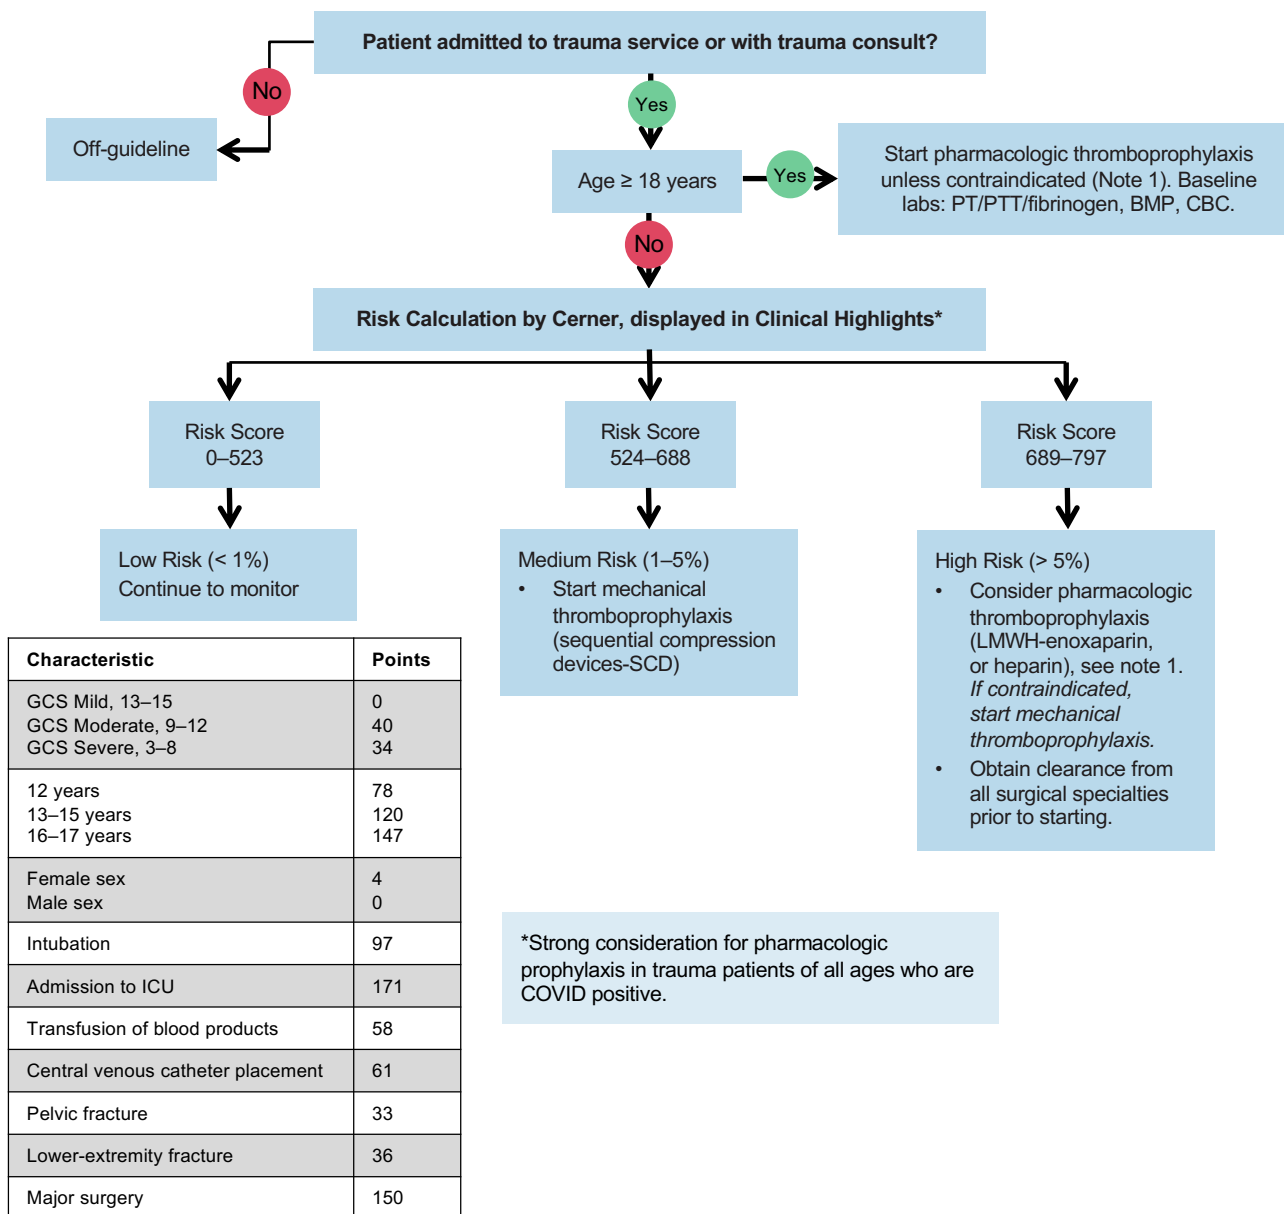 Patient admitted to trauma service or with trauma consult?
No
Yes
Off-guideline
Age ≥ 18 years
Yes
Start pharmacologic thromboprophylaxis
unless contraindicated (Note 1). Baseline
labs: PT/PTT/fibrinogen, BMP, CBC.
No
Risk Calculation by Cerner, displayed in Clinical Highlights*
Risk Score
0–523
Risk Score
524–688
Risk Score
689–797
Low Risk (< 1%)
Continue to monitor
Medium Risk (1–5%)
• Start mechanical
thromboprophylaxis
(sequential compression
devices-SCD)
High Risk (> 5%)
• Consider pharmacologic
thromboprophylaxis
(LMWH-enoxaparin,
or heparin), see note 1.
If contraindicated,
start mechanical
thromboprophylaxis.
• Obtain clearance from
all surgical specialties
prior to starting.
Characteristic Points
GCS Mild, 13–15 0
GCS Moderate, 9–12 40
GCS Severe, 3–8 34
12 years 78
13–15 years 120
16–17 years 147
Female sex 4
Male sex 0
Intubation 97
Admission to ICU 171
Transfusion of blood products 58
Central venous catheter placement 61
Pelvic fracture 33
Lower-extremity fracture 36
Major surgery 150
*Strong consideration for pharmacologic
prophylaxis in trauma patients of all ages who are
COVID positive.